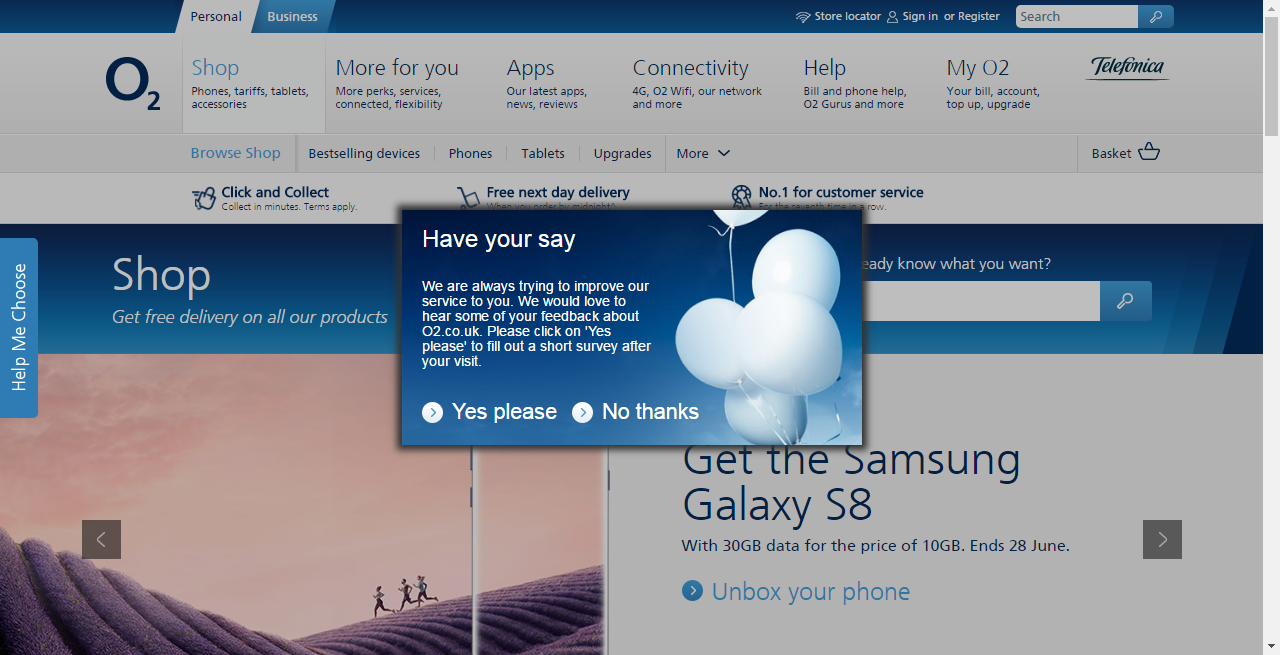 Personal
Business
Store locator
Sign in or Register
Search
O2
Shop
Phones, tariffs, tablets,
accessories
More for you
More perks, services,
connected, flexibility
Apps
Our latest apps,
news, reviews
Connectivity
4G, O2 Wifi, our network
and more
Help
Bill and phone help,
O2 Gurus and more
My O2
Your bill, account,
top up, upgrade
Telefónica
Browse Shop
Bestselling devices
Phones
Tablets
Upgrades
More
Basket
Click and Collect
Collect in minutes. Terms apply.
Free next day delivery
When you order by midnight^
No.1 for customer service
For the seventh time in a row.
Help Me Choose
Shop
Get free delivery on all our products
know what you want?
Have your say
We are always trying to improve our
service to you. We would love to
hear some of your feedback about
O2.co.uk. Please click on 'Yes
please' to fill out a short survey after
your visit.
Yes please
No thanks
Get the Samsung
Galaxy S8
With 30GB data for the price of 10GB. Ends 28 June.
Unbox your phone